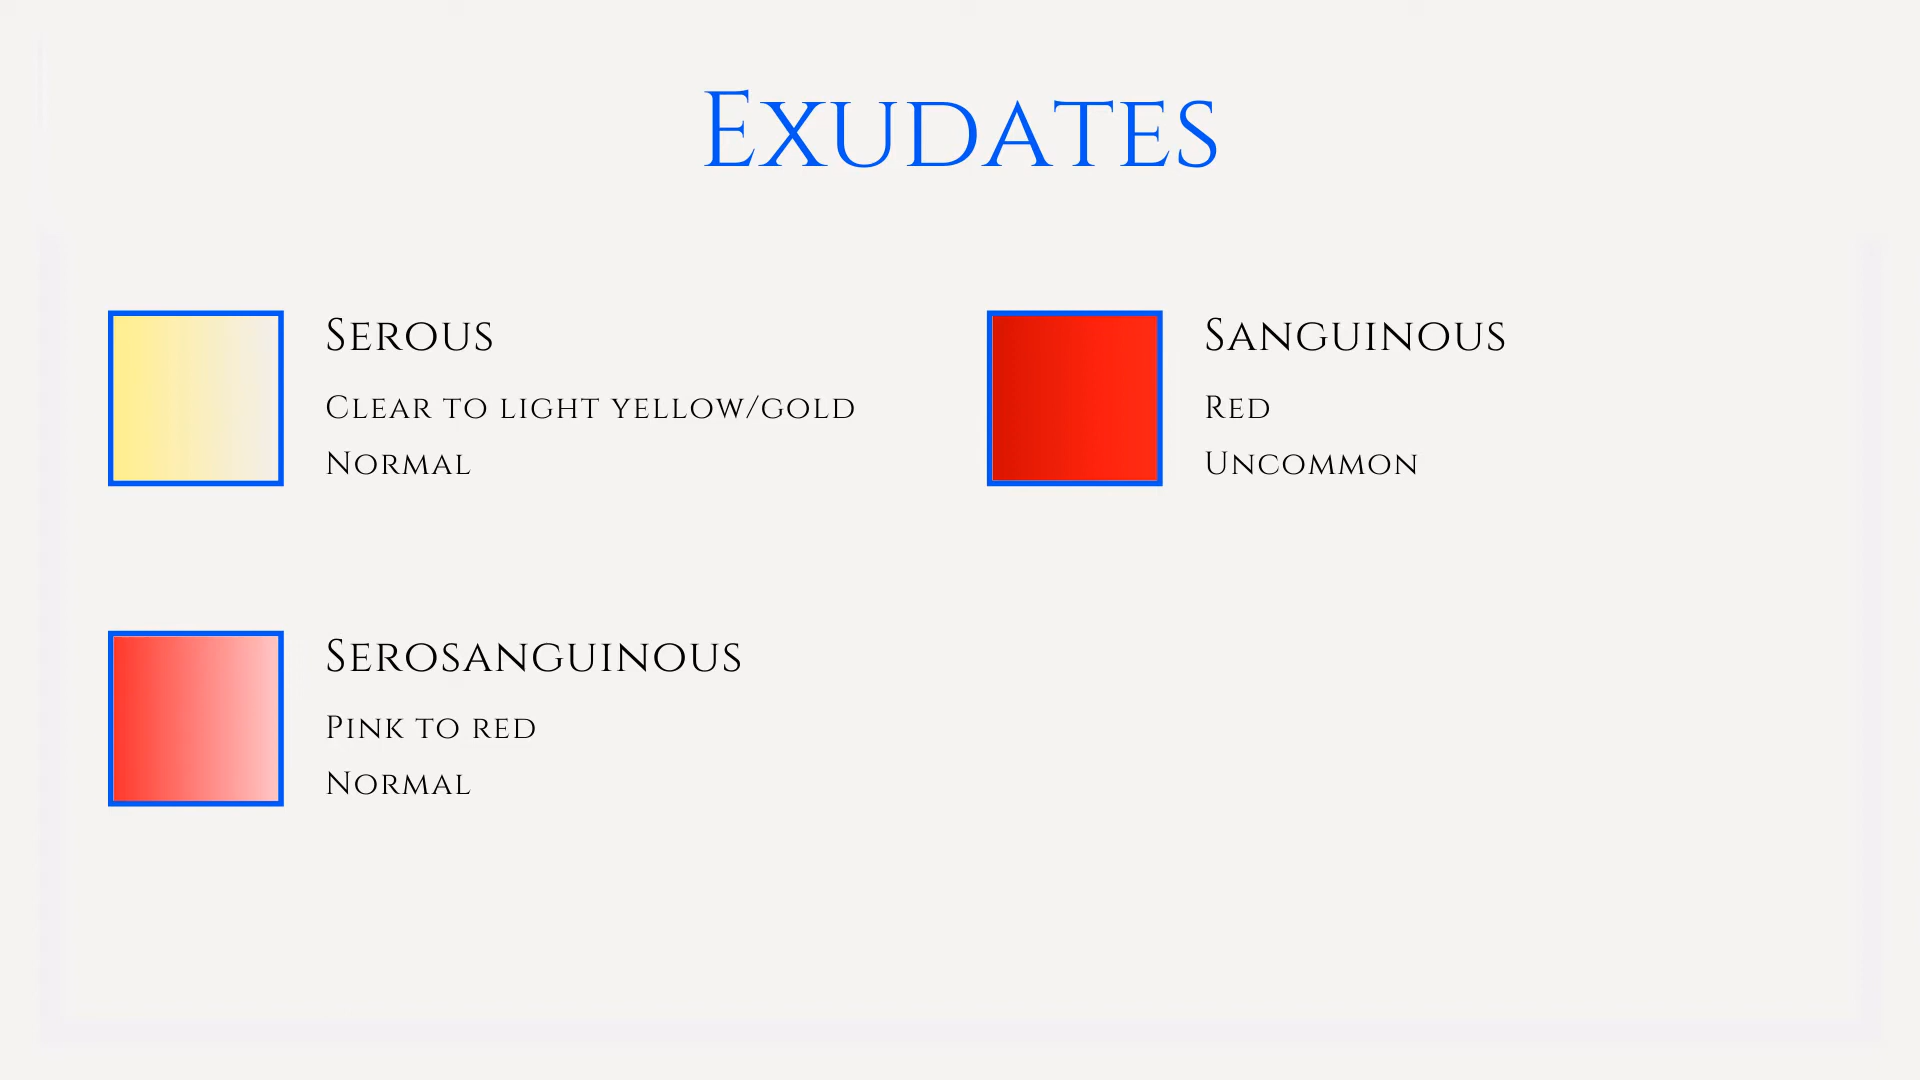 Exudates
Serous
Clear to light yellow/gold
Normal
Sanguinous
Red
Uncommon
Serosanguinous
Pink to red
Normal